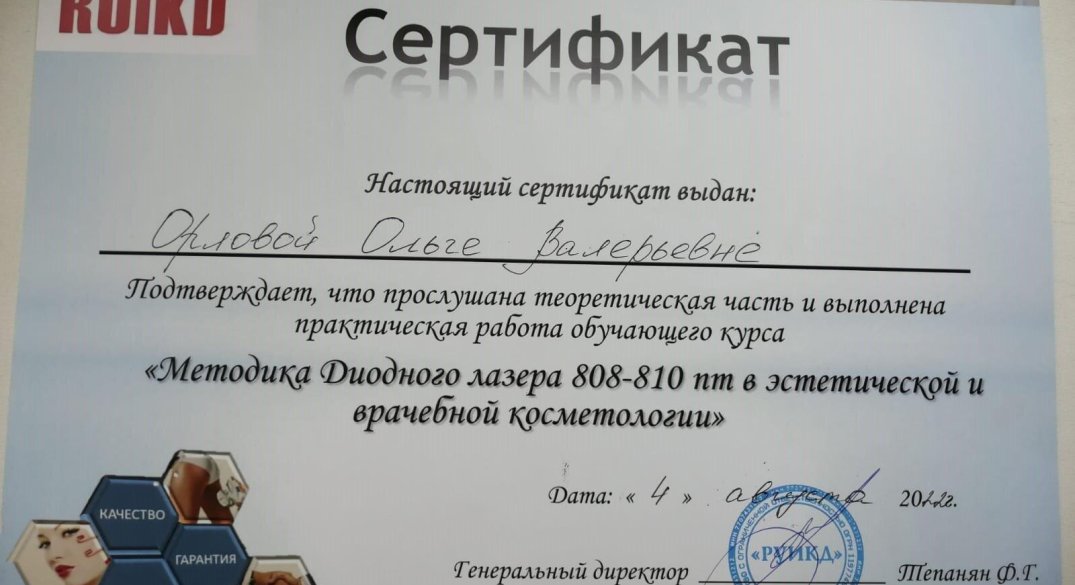 RUIKD
Сертификат
Настоящий сертификат выдан:
Орловой Ольге Валерьевне
Подтверждает, что прослушана теоретическая часть и выполнена
практическая работа обучающего курса
«Методика Диодного лазера 808-810 nm в эстетической и
врачебной косметологии»
Дата: « 4 » августа 2022г.
КАЧЕСТВО
ГАРАНТИЯ
«РУИКД»
Генеральный директор Тепанян Ф.Г.